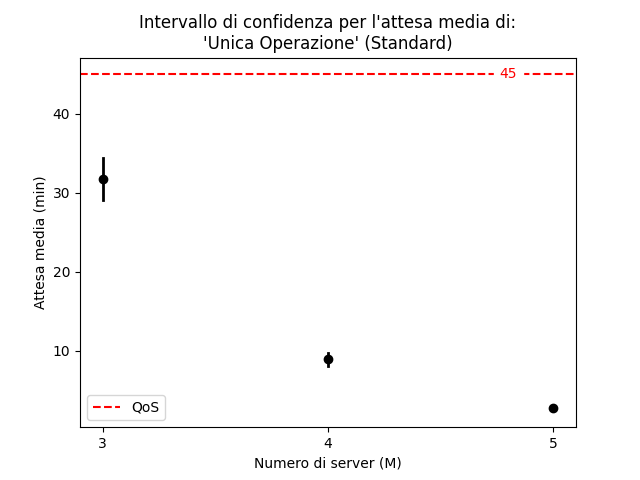 Intervallo di confidenza per l'attesa media di:
'Unica Operazione' (Standard)
45
40
30
20
10
Attesa media (min)
QoS
3
4
5
Numero di server (M)